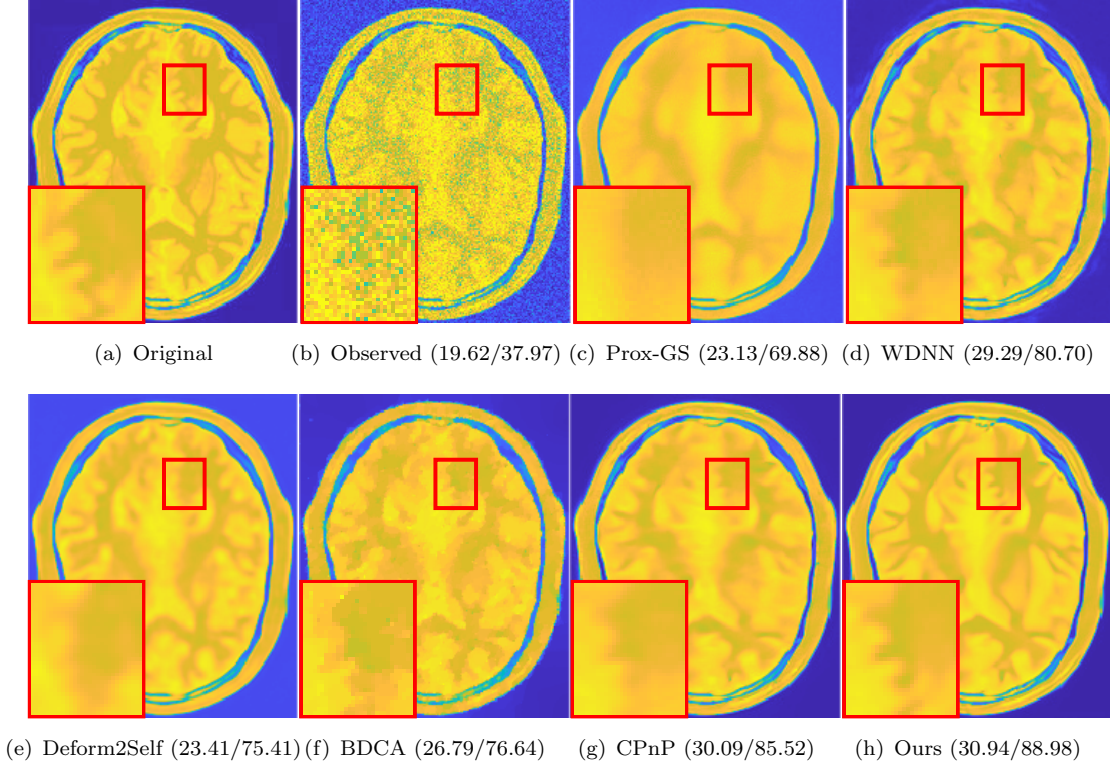 (a) Original
(b) Observed (19.62/37.97)
(c) Prox-GS (23.13/69.88)
(d) WDNN (29.29/80.70)
(e) Deform2Self (23.41/75.41)
(f) BDCA (26.79/76.64)
(g) CPnP (30.09/85.52)
(h) Ours (30.94/88.98)